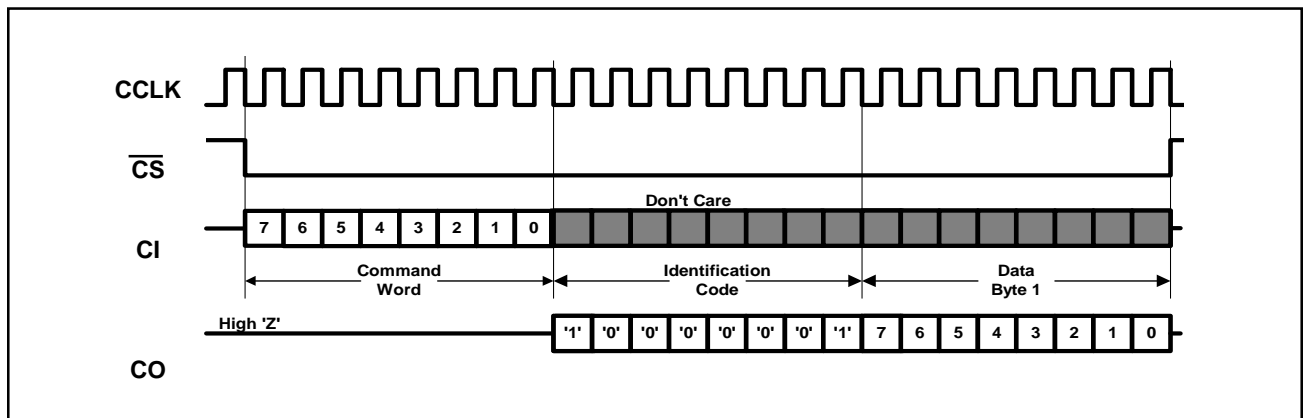 CCLK
CS
Don't Care
CI
7 6 5 4 3 2 1 0
Command
Word
Identification
Code
Data
Byte 1
High 'Z'
CO
'1' '0' '0' '0' '0' '0' '0' '1' 7 6 5 4 3 2 1 0